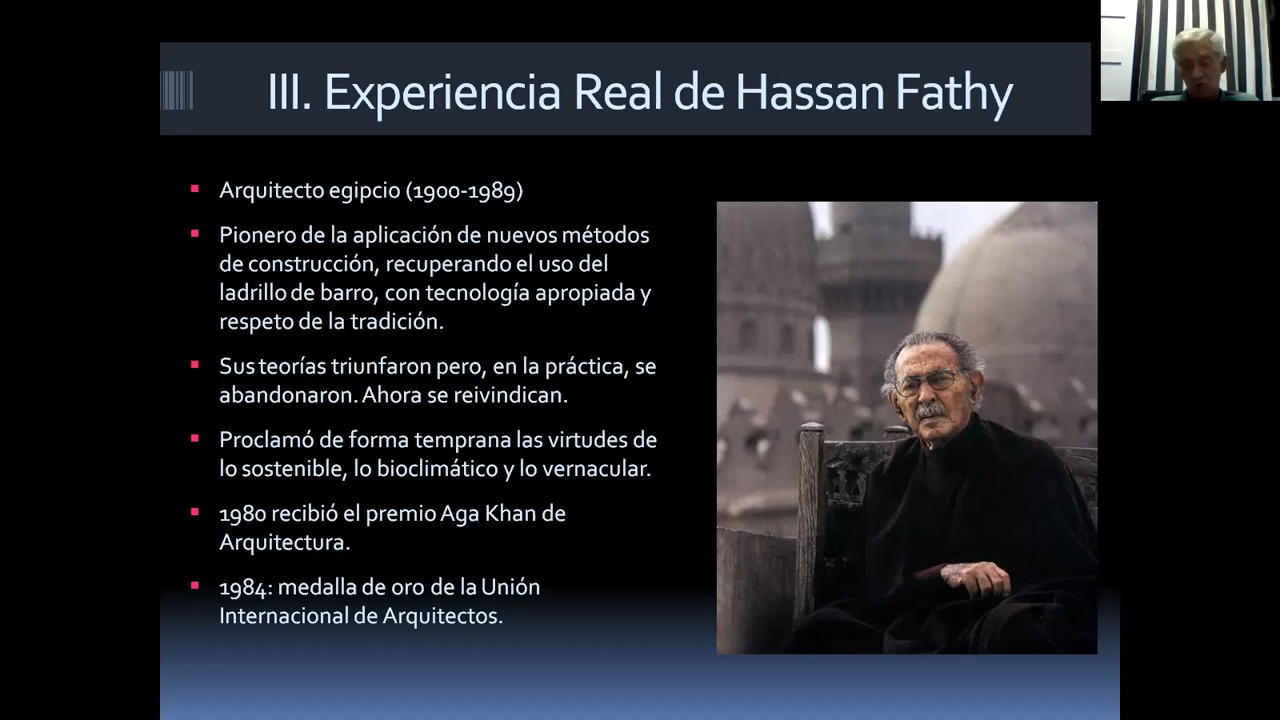 III. Experiencia Real de Hassan Fathy
Arquitecto egipcio (1900-1989)
Pionero de la aplicación de nuevos métodos
de construcción, recuperando el uso del
ladrillo de barro, con tecnología apropiada y
respeto de la tradición.
Sus teorías triunfaron pero, en la práctica, se
abandonaron. Ahora se reivindican.
Proclamó de forma temprana las virtudes de
lo sostenible, lo bioclimático y lo vernacular.
1980 recibió el premio Aga Khan de
Arquitectura.
1984: medalla de oro de la Unión
Internacional de Arquitectos.